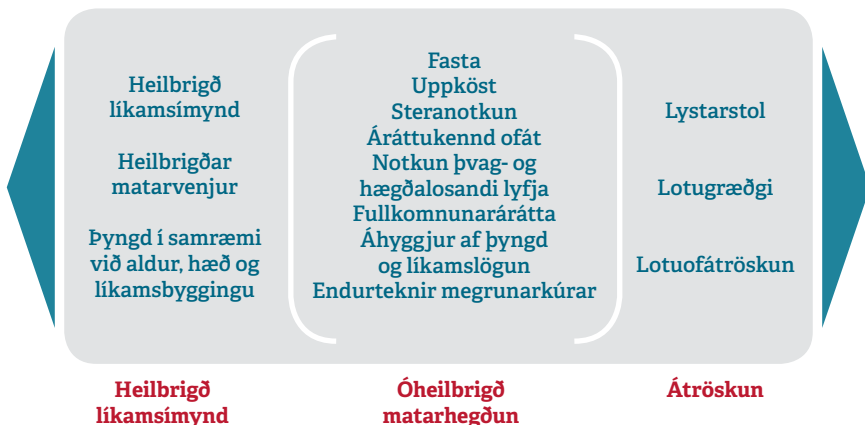 Heilbrigð
líkamsímynd
Heilbrigðar
matarvenjur
Þyngd í samræmi
við aldur, hæð og
líkamsbyggingu
Fasta
Uppköst
Steranotkun
Áráttukennd ofát
Notkun þvag- og
hægðalosandi lyfja
Fullkomnunarárátta
Áhyggjur af þyngd
og líkamslögun
Endurteknir megrunarkúrar
Lystarstol
Lotugræðgi
Lotuofátröskun
Heilbrigð
líkamsímynd
Óheilbrigð
matarhegðun
Átröskun